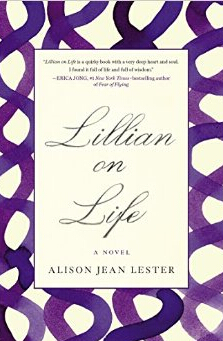 "Lillian on Life is a quirky book with a very deep heart and soul.
I found it full of life and full of wisdom."
—ERICA JONG, #1 New York Times–bestselling author
of Fear of Flying
Lillian
on
Life
A NOVEL
ALISON JEAN LESTER